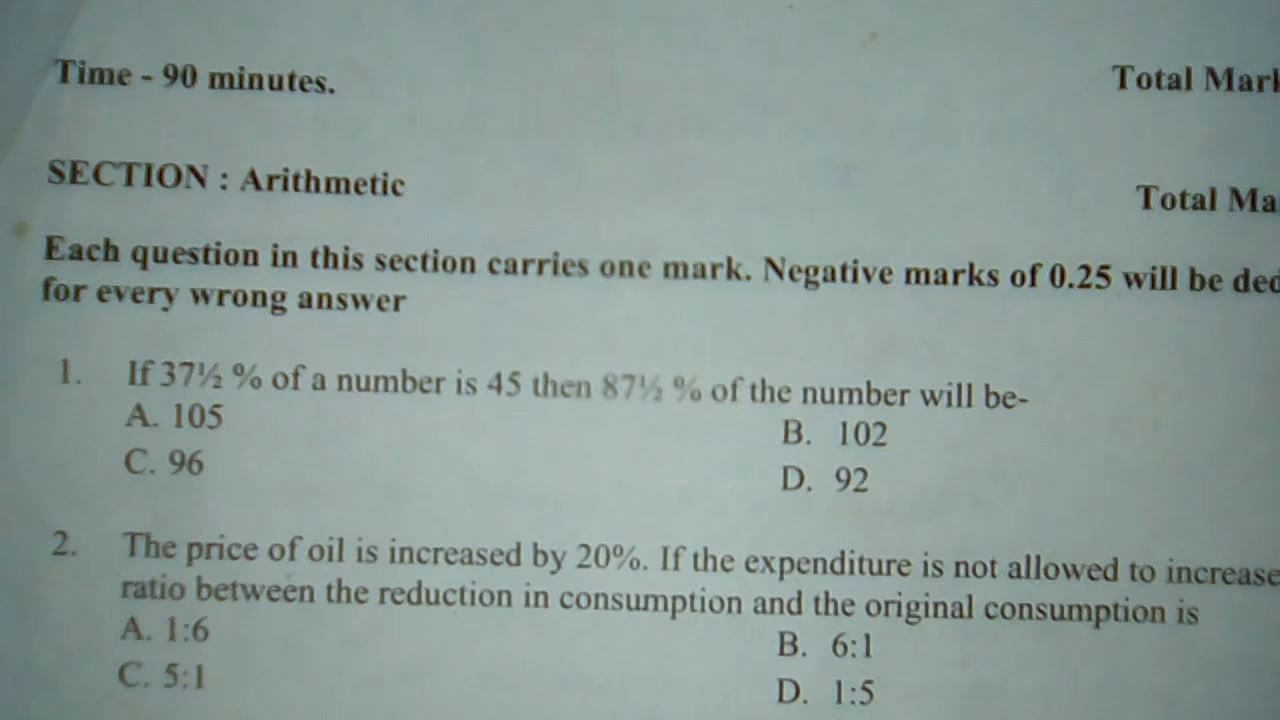 Time - 90 minutes.
Total Mark
SECTION : Arithmetic
Total Ma
Each question in this section carries one mark. Negative marks of 0.25 will be ded
for every wrong answer
1. If 37½ % of a number is 45 then 87½ % of the number will be-
A. 105
B. 102
C. 96
D. 92
2. The price of oil is increased by 20%. If the expenditure is not allowed to increase
ratio between the reduction in consumption and the original consumption is
A. 1:6
B. 6:1
C. 5:1
D. 1:5